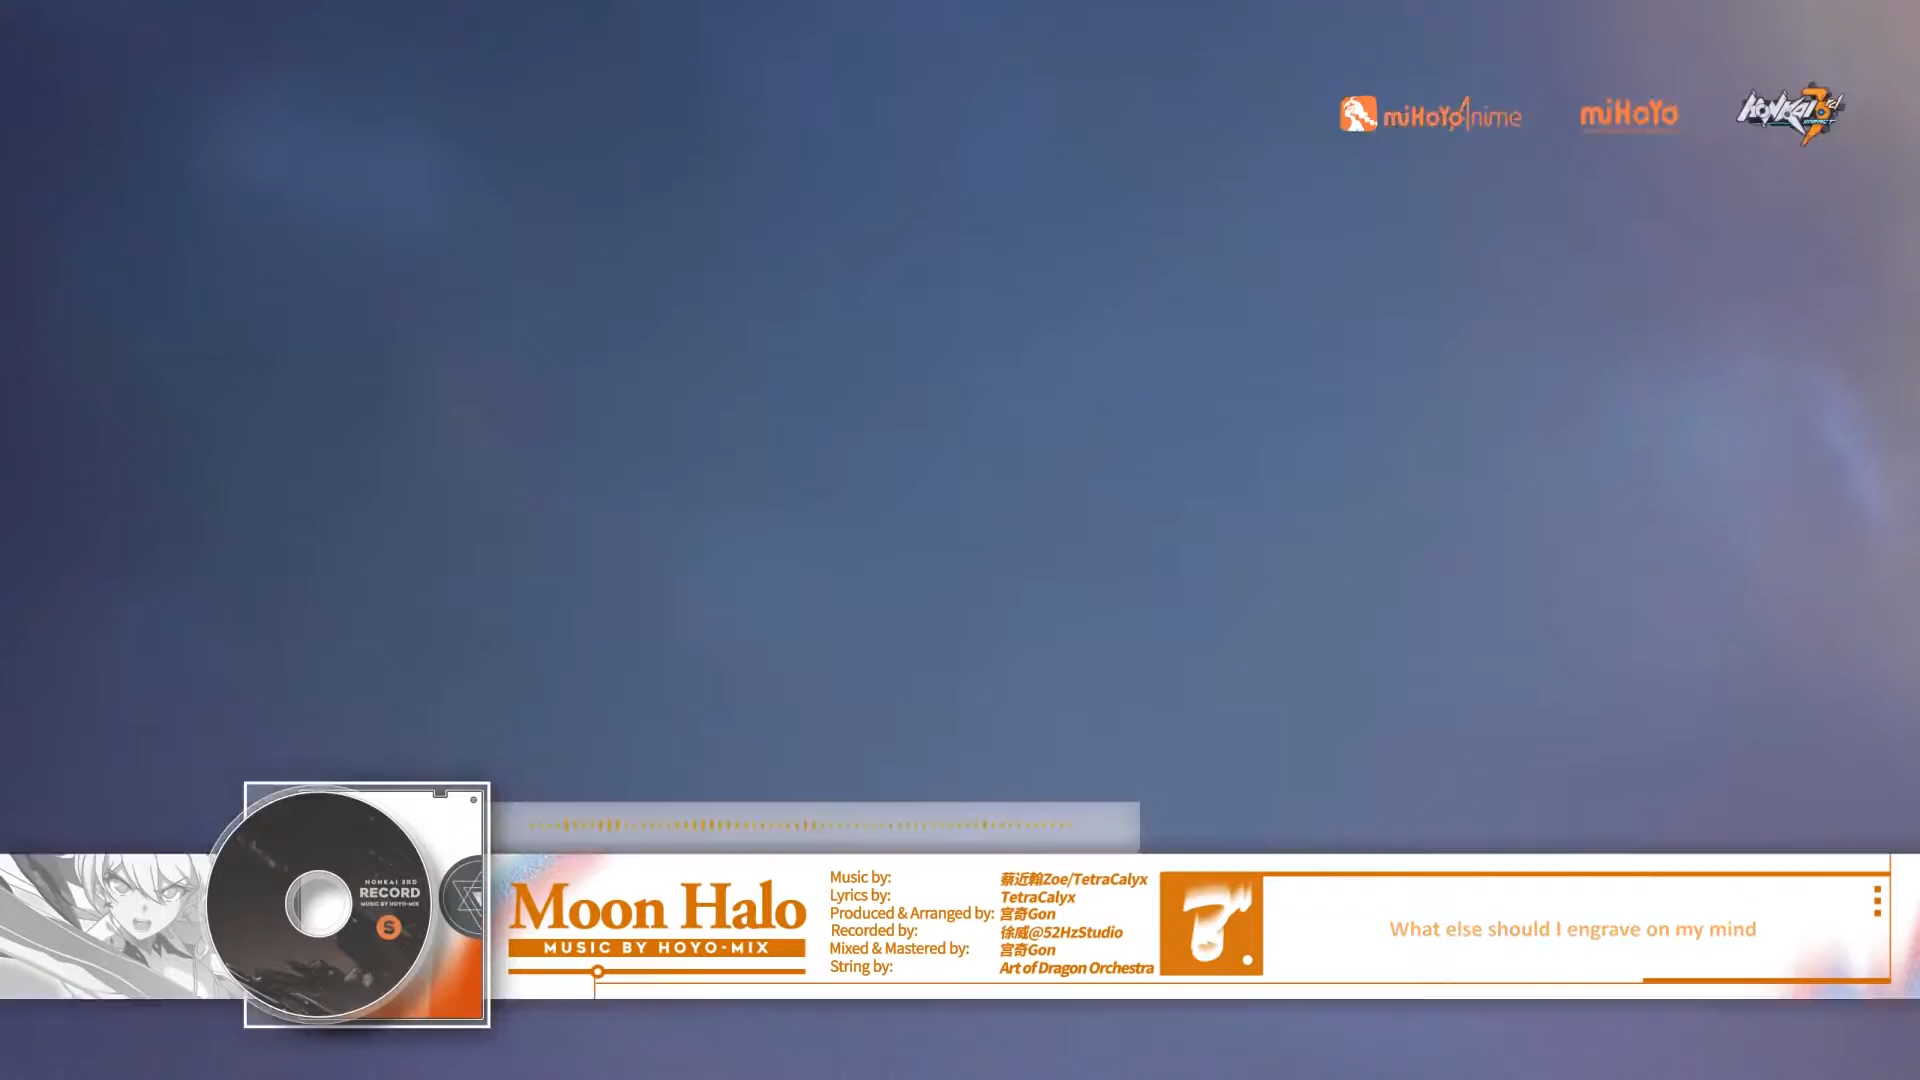 miHoYoAnime
miHoYo
HONKAI 3rd
IMPACT
HONKAI 3RD
RECORD
MUSIC BY HOYO-MIX
S
Moon Halo
MUSIC BY HOYO-MIX
Music by: 蔡近翰Zoe/TetraCalyx
Lyrics by: TetraCalyx
Produced & Arranged by: 宫奇Gon
Recorded by: 徐威@52HzStudio
Mixed & Mastered by: 宫奇Gon
String by: Art of Dragon Orchestra
What else should I engrave on my mind